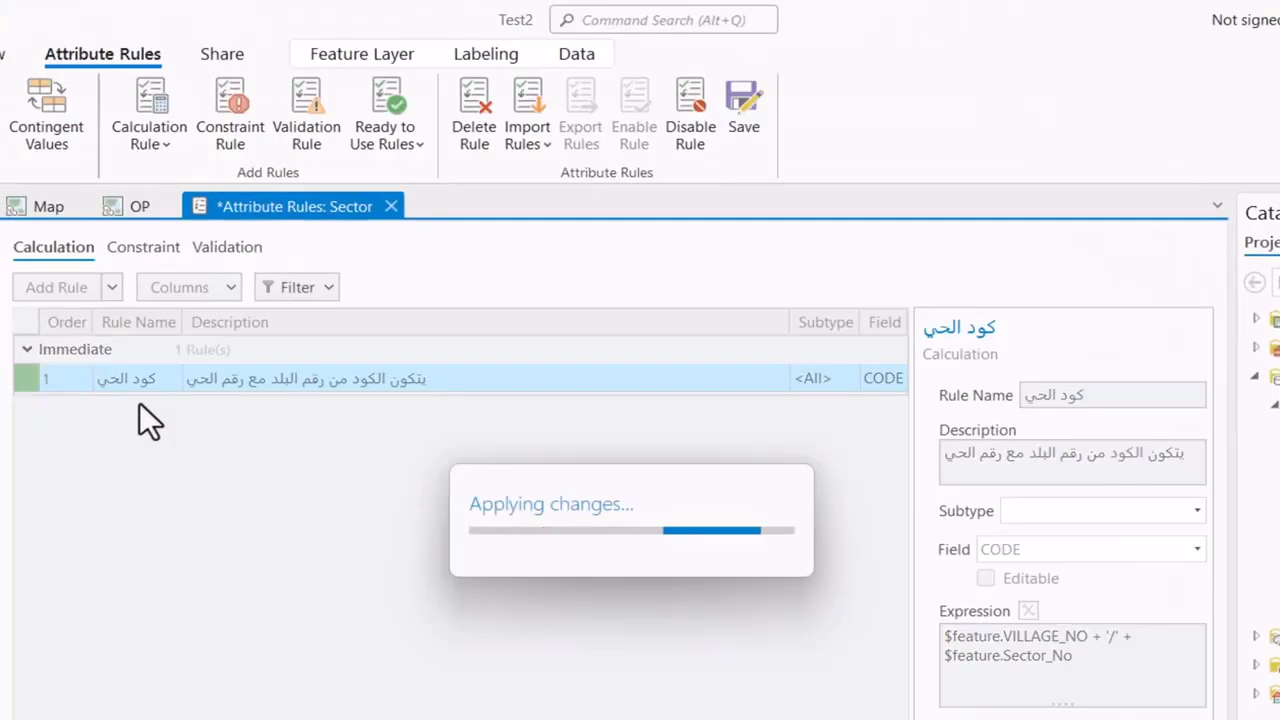 Test2
Command Search (Alt+Q)
Not signe
Attribute Rules
Share
Feature Layer
Labeling
Data
Contingent
Values
Calculation
Rule
Constraint
Rule
Validation
Rule
Ready to
Use Rules
Delete
Rule
Import
Rules
Export
Rules
Enable
Rule
Disable
Rule
Save
Add Rules
Attribute Rules
Map
OP
*Attribute Rules: Sector
Cata
Calculation
Constraint
Validation
Proje
Add Rule
Columns
Filter
Order
Rule Name
Description
Subtype
Field
Immediate
1 Rule(s)
1
كود الحي
يتكون الكود من رقم البلد مع رقم الحي
<All>
CODE
كود الحي
Calculation
Rule Name
كود الحي
Description
يتكون الكود من رقم البلد مع رقم الحي
Subtype
Field
CODE
Editable
Expression
$feature.VILLAGE_NO + '/' +
$feature.Sector_No
Applying changes...